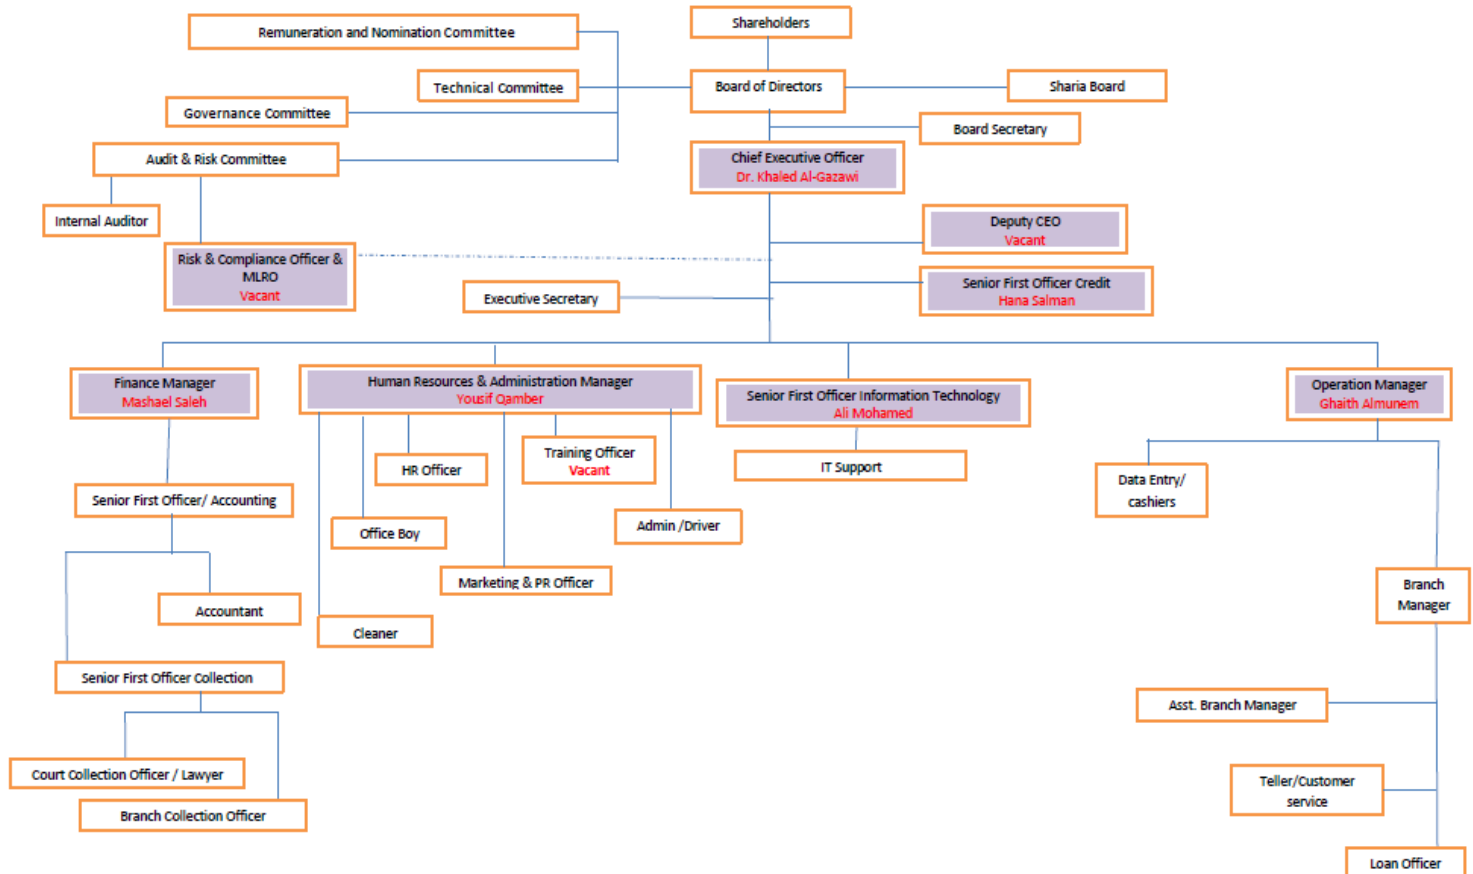 Shareholders
Remuneration and Nomination Committee
Technical Committee
Board of Directors
Sharia Board
Governance Committee
Board Secretary
Audit & Risk Committee
Chief Executive Officer
Dr. Khaled Al-Gazawi
Internal Auditor
Deputy CEO
Vacant
Risk & Compliance Officer &
MLRO
Vacant
Senior First Officer Credit
Hana Salman
Executive Secretary
Finance Manager
Mashael Saleh
Human Resources & Administration Manager
Yousif Qamber
Senior First Officer Information Technology
Ali Mohamed
Operation Manager
Ghaith Almunem
HR Officer
Training Officer
Vacant
IT Support
Data Entry/
cashiers
Senior First Officer/ Accounting
Office Boy
Admin /Driver
Marketing & PR Officer
Branch
Manager
Accountant
Cleaner
Senior First Officer Collection
Asst. Branch Manager
Court Collection Officer / Lawyer
Teller/Customer
service
Branch Collection Officer
Loan Officer